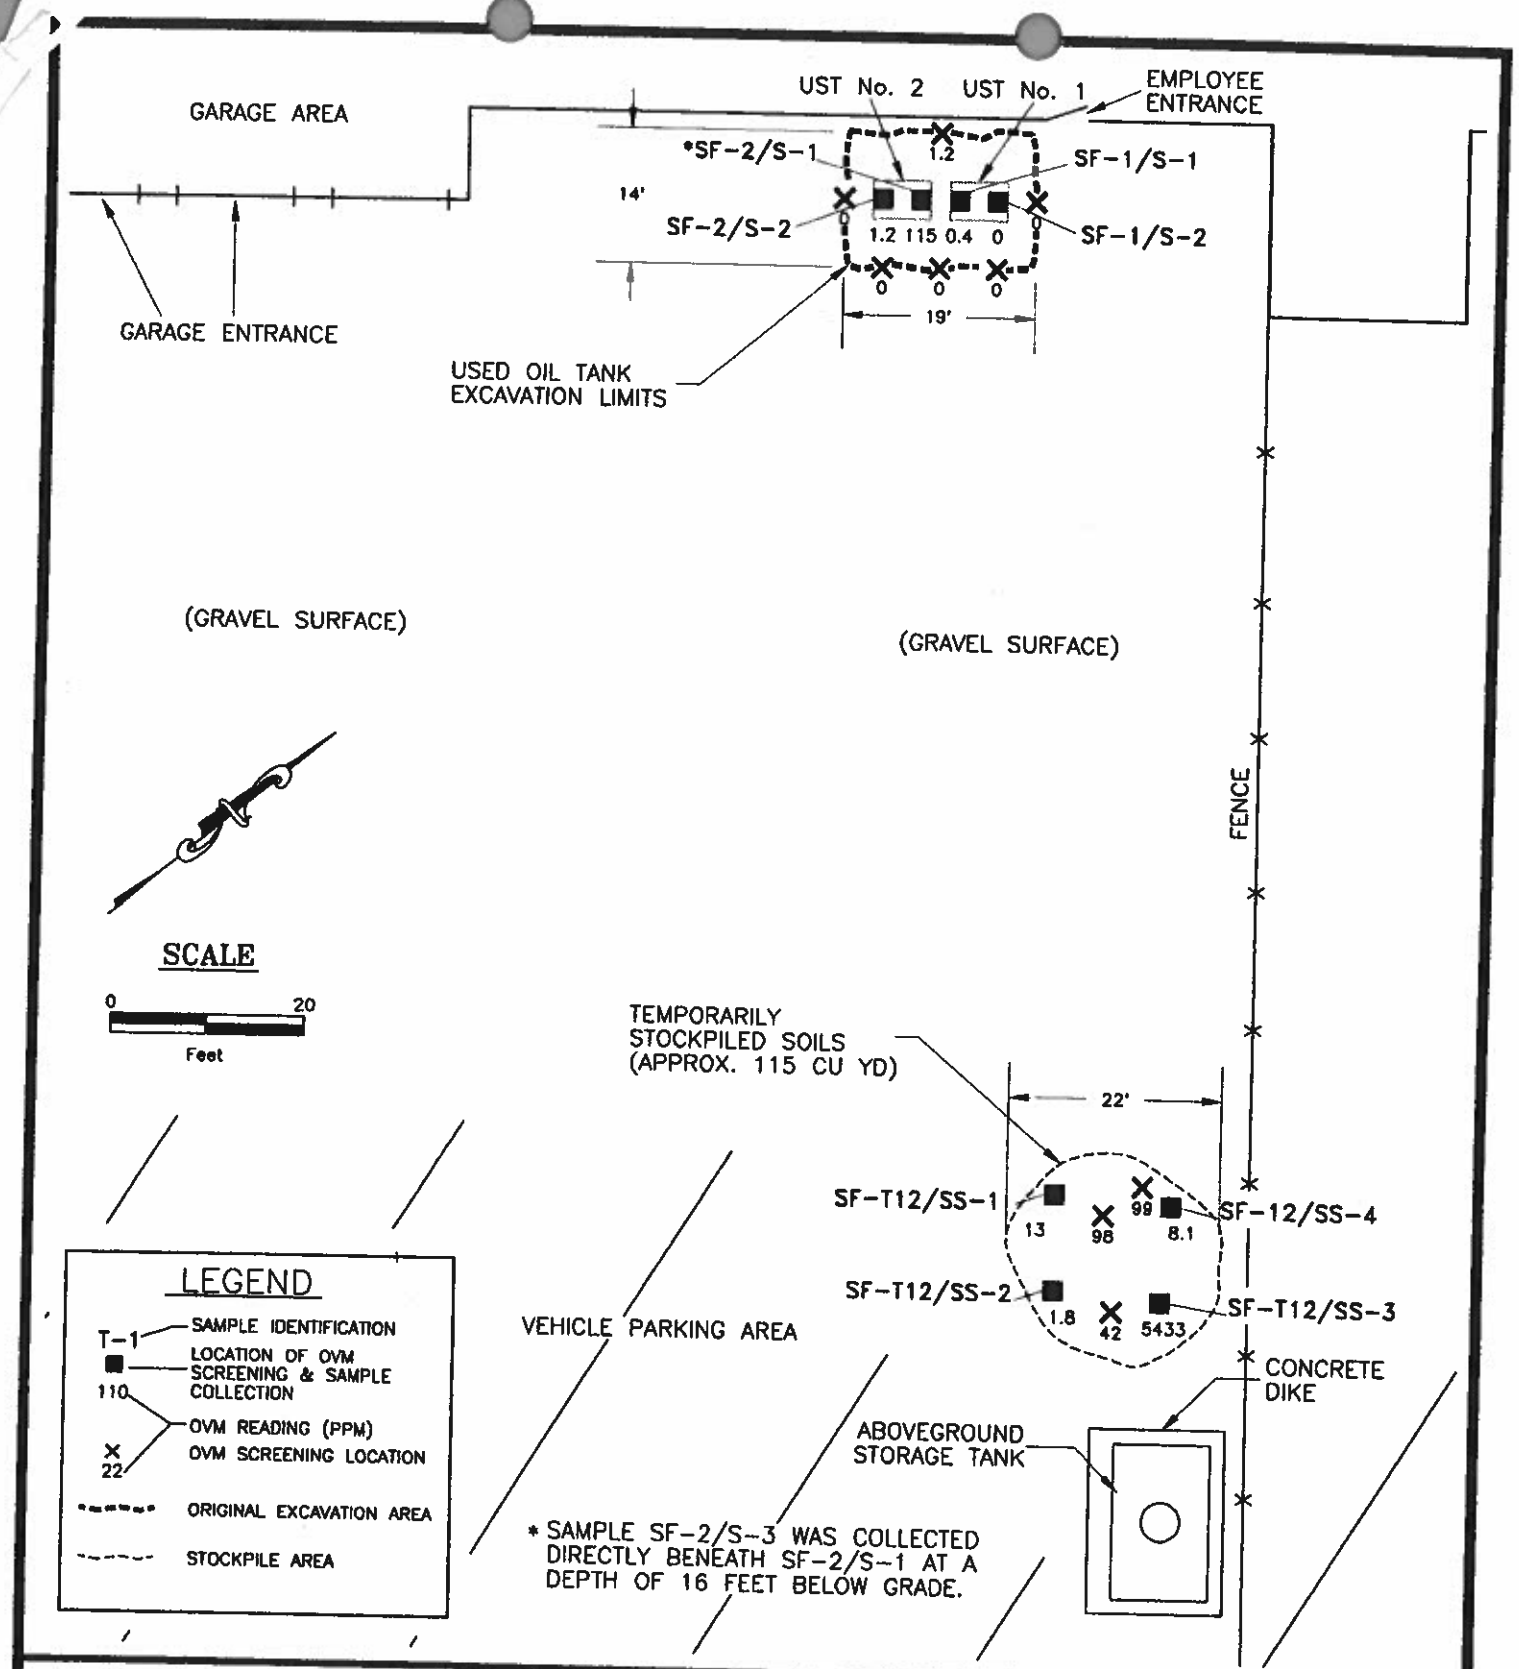 UST No. 2
UST No. 1
EMPLOYEE
ENTRANCE
GARAGE AREA
*SF-2/S-1
1.2
SF-1/S-1
14'
0
0
SF-2/S-2
1.2 115 0.4 0
SF-1/S-2
0
0
0
19'
GARAGE ENTRANCE
USED OIL TANK
EXCAVATION LIMITS
(GRAVEL SURFACE)
(GRAVEL SURFACE)
FENCE
SCALE
0 20
Feet
TEMPORARILY
STOCKPILED SOILS
(APPROX. 115 CU YD)
22'
SF-T12/SS-1
13
98
99
8.1
SF-12/SS-4
SF-T12/SS-2
1.8
42
5433
SF-T12/SS-3
VEHICLE PARKING AREA
CONCRETE
DIKE
ABOVEGROUND
STORAGE TANK
LEGEND
T-1
SAMPLE IDENTIFICATION
LOCATION OF OVM
SCREENING & SAMPLE
COLLECTION
110
OVM READING (PPM)
OVM SCREENING LOCATION
22
ORIGINAL EXCAVATION AREA
STOCKPILE AREA
* SAMPLE SF-2/S-3 WAS COLLECTED
DIRECTLY BENEATH SF-2/S-1 AT A
DEPTH OF 16 FEET BELOW GRADE.